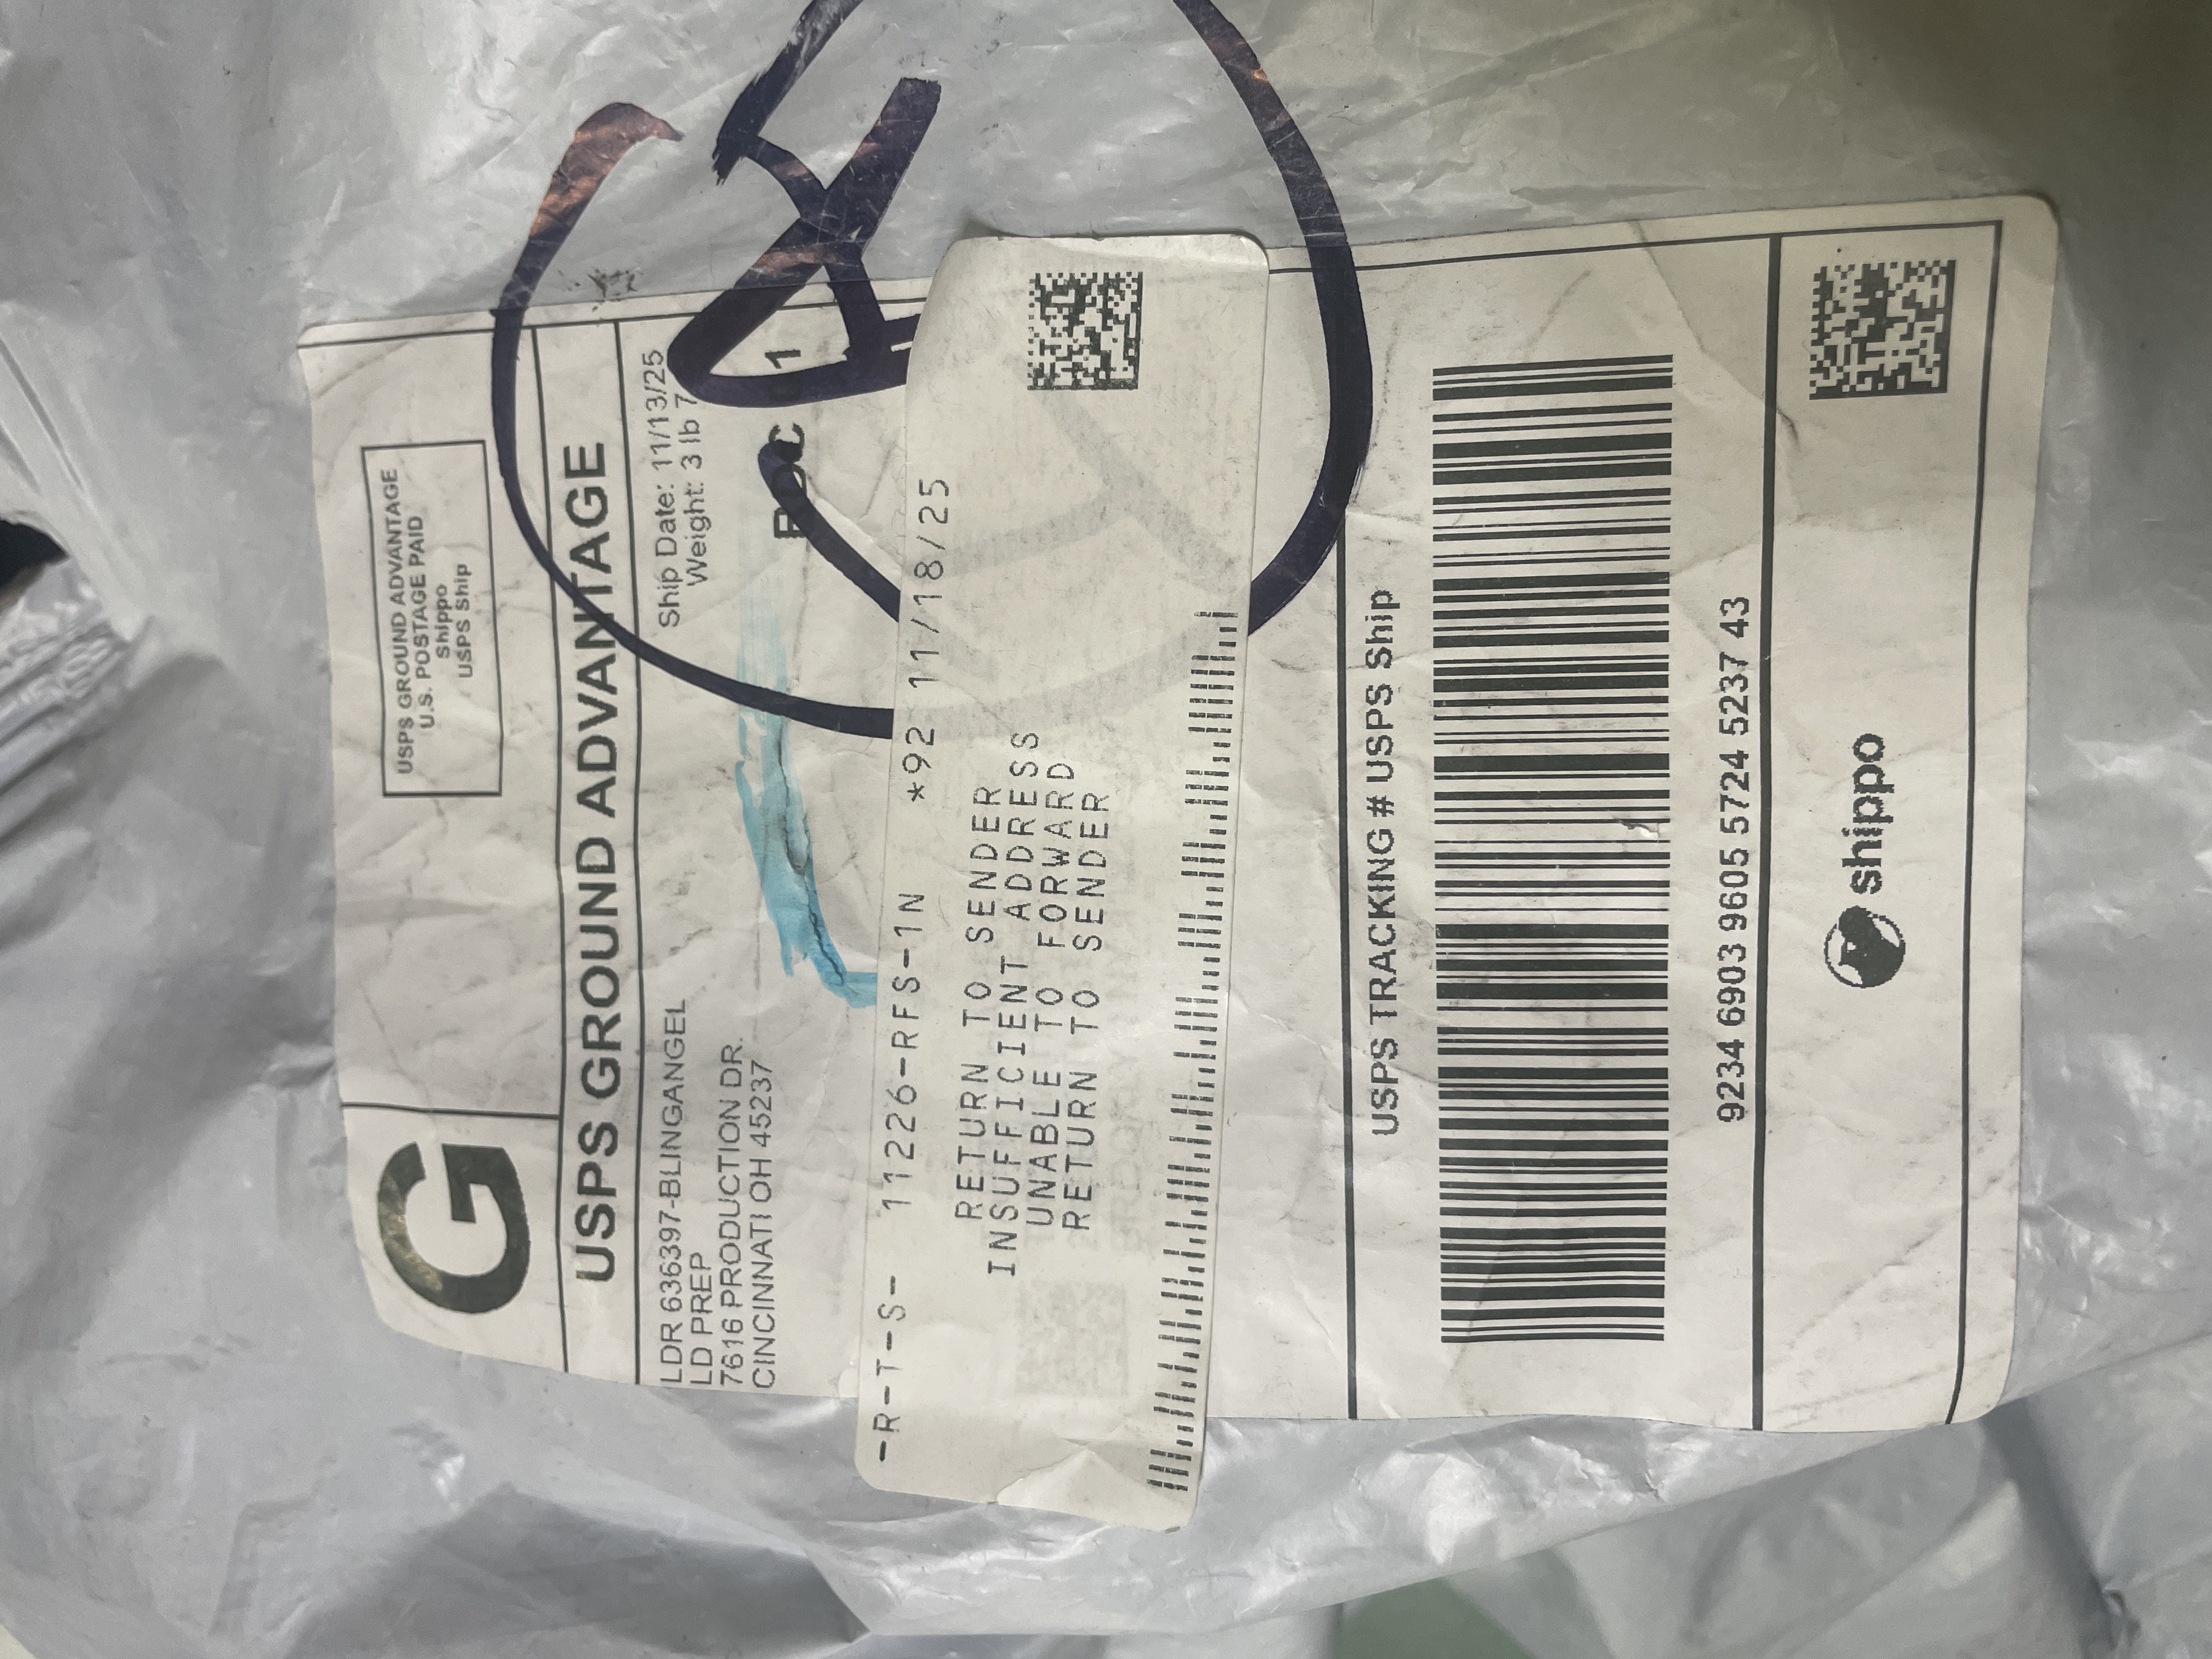 G
USPS GROUND ADVANTAGE
U.S. POSTAGE PAID
Shippo
USPS Ship
USPS GROUND ADVANTAGE
LDR 636397-BLINGANGEL
LD PREP
7616 PRODUCTION DR.
CINCINNATI OH 45237
Ship Date: 11/13/25
Weight: 3 lb 7
-R-T-S- 11226-RFS-1N *92 11/18/25
RETURN TO SENDER
INSUFFICIENT ADDRESS
UNABLE TO FORWARD
RETURN TO SENDER
USPS TRACKING # USPS Ship
9234 6903 9605 5724 5237 43
shippo